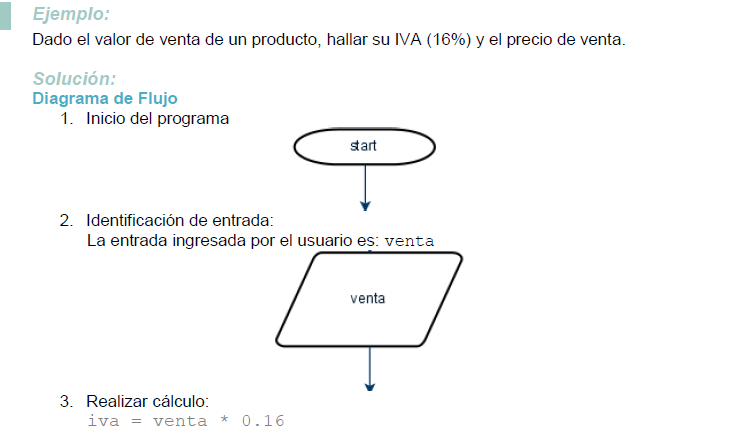 Ejemplo:
Dado el valor de venta de un producto, hallar su IVA (16%) y el precio de venta.
Solución:
Diagrama de Flujo
1. Inicio del programa
start
2. Identificación de entrada:
La entrada ingresada por el usuario es: venta
venta
3. Realizar cálculo:
iva = venta * 0.16